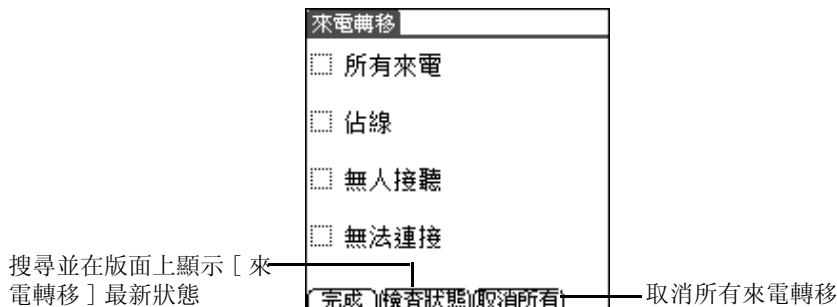 來電轉移
所有來電
佔線
無人接聽
無法連接
搜尋並在版面上顯示［來
電轉移］最新狀態
完成 檢查狀態 取消所有
取消所有來電轉移